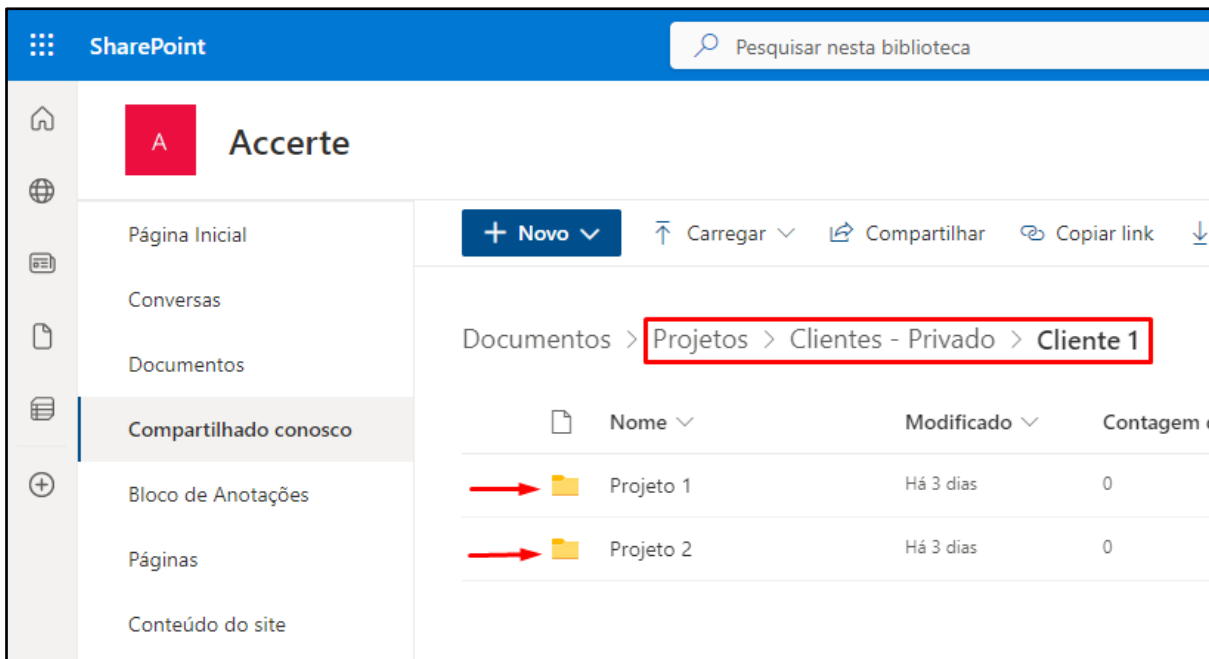 SharePoint
Pesquisar nesta biblioteca
A
Accerte
Página Inicial
Conversas
Documentos
Compartilhado conosco
Bloco de Anotações
Páginas
Conteúdo do site
Novo
Carregar
Compartilhar
Copiar link
Documentos > Projetos > Clientes - Privado > Cliente 1
Nome Modificado Contagem
Projeto 1 Há 3 dias 0
Projeto 2 Há 3 dias 0